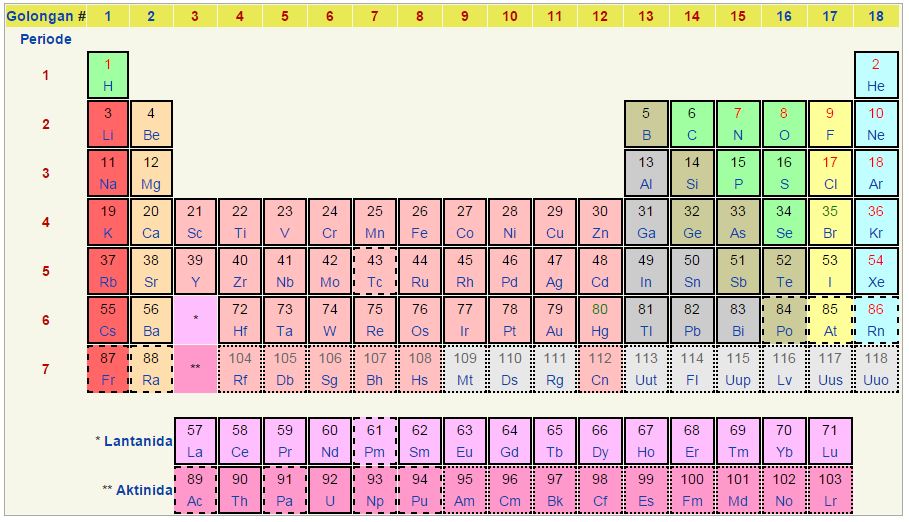 Golongan # 1 2 3 4 5 6 7 8 9 10 11 12 13 14 15 16 17 18
Periode
1 2
1 H He
3 4 5 6 7 8 9 10
2 Li Be B C N O F Ne
11 12 13 14 15 16 17 18
3 Na Mg Al Si P S Cl Ar
19 20 21 22 23 24 25 26 27 28 29 30 31 32 33 34 35 36
4 K Ca Sc Ti V Cr Mn Fe Co Ni Cu Zn Ga Ge As Se Br Kr
37 38 39 40 41 42 43 44 45 46 47 48 49 50 51 52 53 54
5 Rb Sr Y Zr Nb Mo Tc Ru Rh Pd Ag Cd In Sn Sb Te I Xe
55 56 72 73 74 75 76 77 78 79 80 81 82 83 84 85 86
6 Cs Ba * Hf Ta W Re Os Ir Pt Au Hg Tl Pb Bi Po At Rn
87 88 104 105 106 107 108 109 110 111 112 113 114 115 116 117 118
7 Fr Ra ** Rf Db Sg Bh Hs Mt Ds Rg Cn Uut Fl Uup Lv Uus Uuo
57 58 59 60 61 62 63 64 65 66 67 68 69 70 71
* Lantanida La Ce Pr Nd Pm Sm Eu Gd Tb Dy Ho Er Tm Yb Lu
89 90 91 92 93 94 95 96 97 98 99 100 101 102 103
** Aktinida Ac Th Pa U Np Pu Am Cm Bk Cf Es Fm Md No Lr